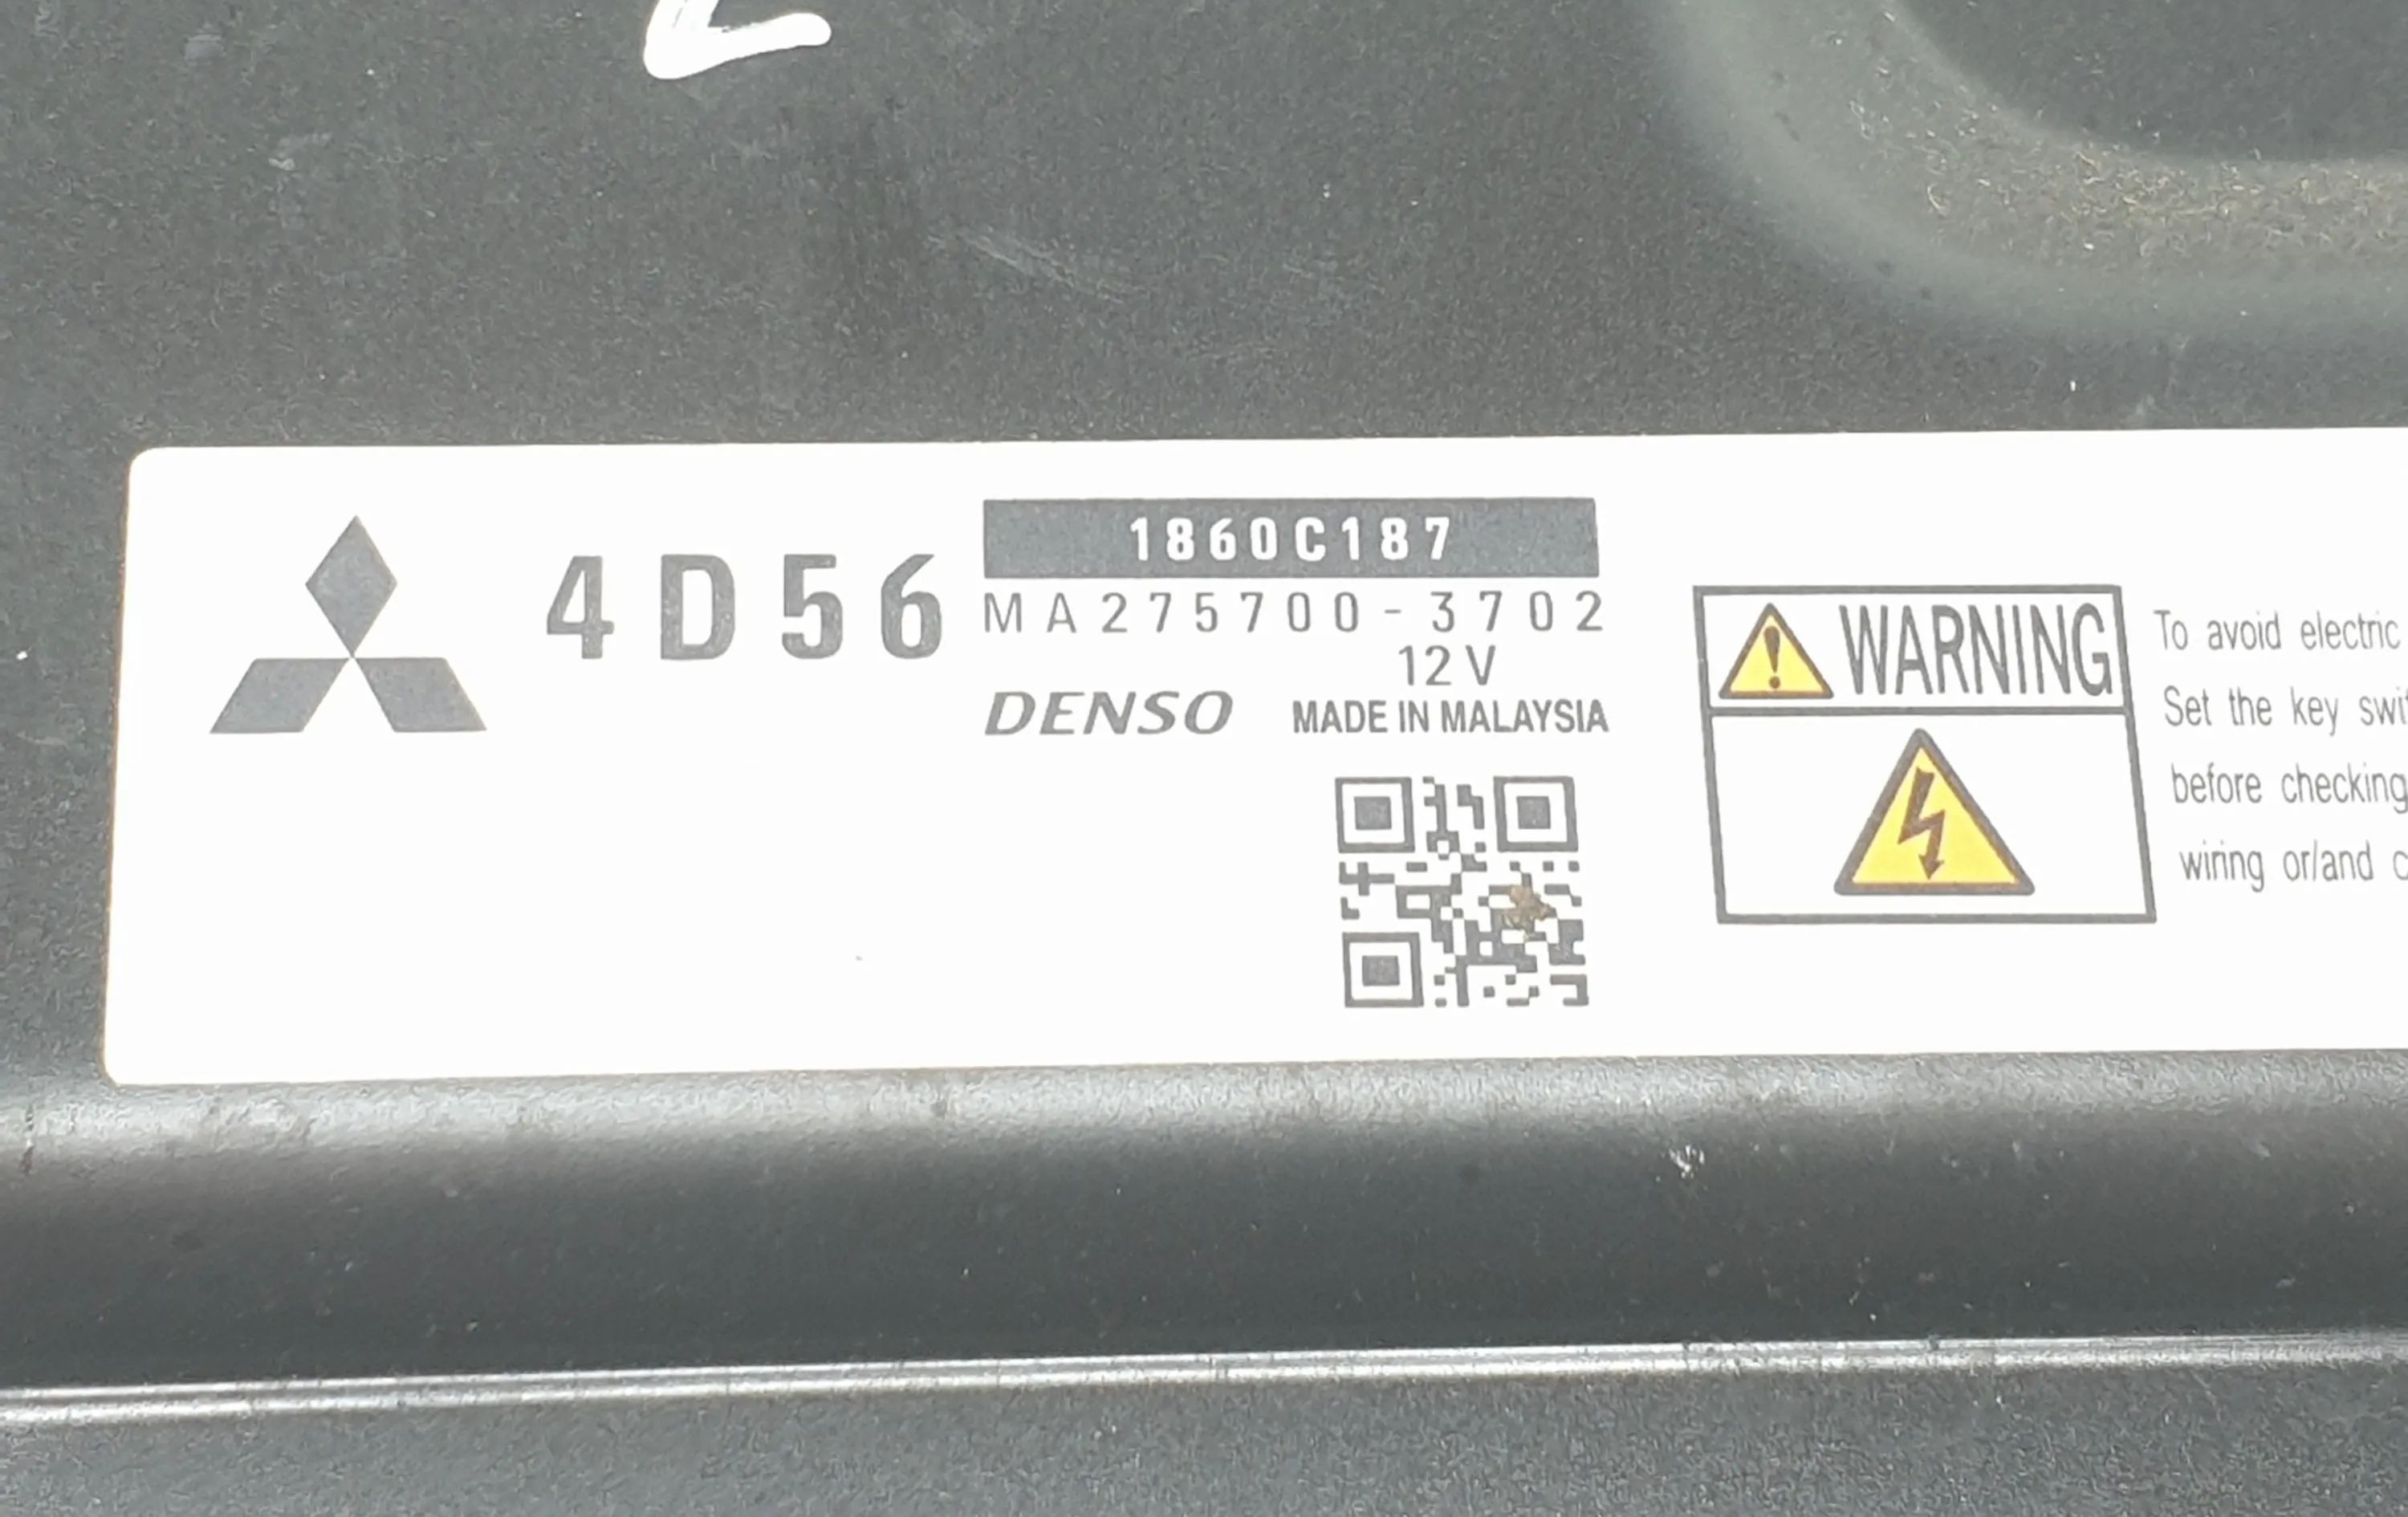 4D56
1860C187
MA275700-3702
12V
DENSO MADE IN MALAYSIA
WARNING
To avoid electric
Set the key
before checking
wiring or/and